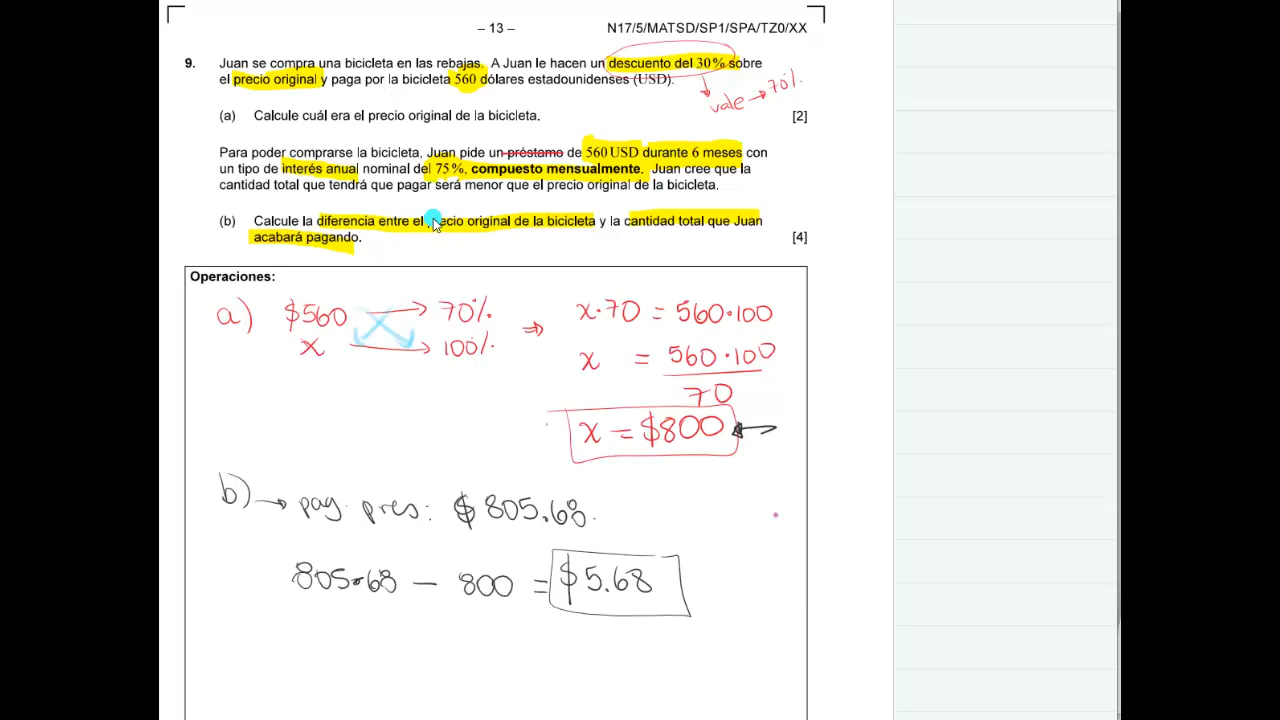 – 13 –
N17/5/MATSD/SP1/SPA/TZ0/XX
9. Juan se compra una bicicleta en las rebajas. A Juan le hacen un descuento del 30% sobre
el precio original y paga por la bicicleta 560 dólares estadounidenses (USD).
vale → 70%
(a) Calcule cuál era el precio original de la bicicleta. [2]
Para poder comprarse la bicicleta, Juan pide un préstamo de 560 USD durante 6 meses con
un tipo de interés anual nominal del 75%, compuesto mensualmente. Juan cree que la
cantidad total que tendrá que pagar será menor que el precio original de la bicicleta.
(b) Calcule la diferencia entre el precio original de la bicicleta y la cantidad total que Juan
acabará pagando. [4]
Operaciones:
a) $560 → 70% ⇒ x·70 = 560·100
x → 100%
x = 560·100
70
x = $800 ←
b) → pag. pres: $805.68.
805.68 – 800 = $5.68